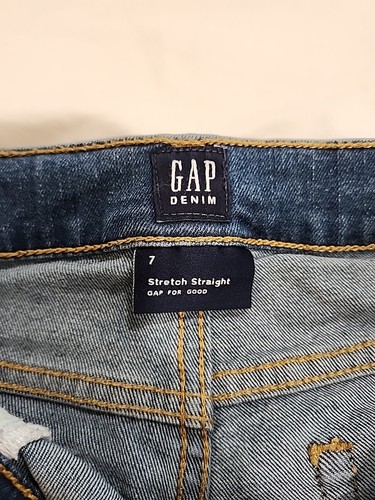 GAP
DENIM
7
Stretch Straight
GAP FOR GOOD